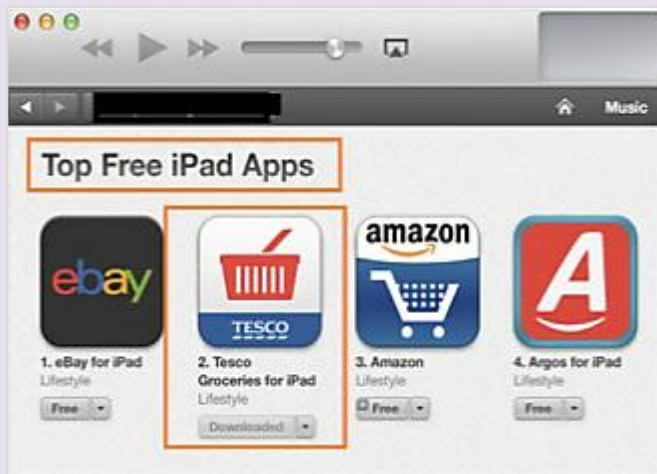 Music
Top Free iPad Apps
ebay
TESCO
amazon
A
1. eBay for iPad
Lifestyle
Free
2. Tesco
Groceries for iPad
Lifestyle
Downloaded
3. Amazon
Lifestyle
Free
4. Argos for iPad
Lifestyle
Free